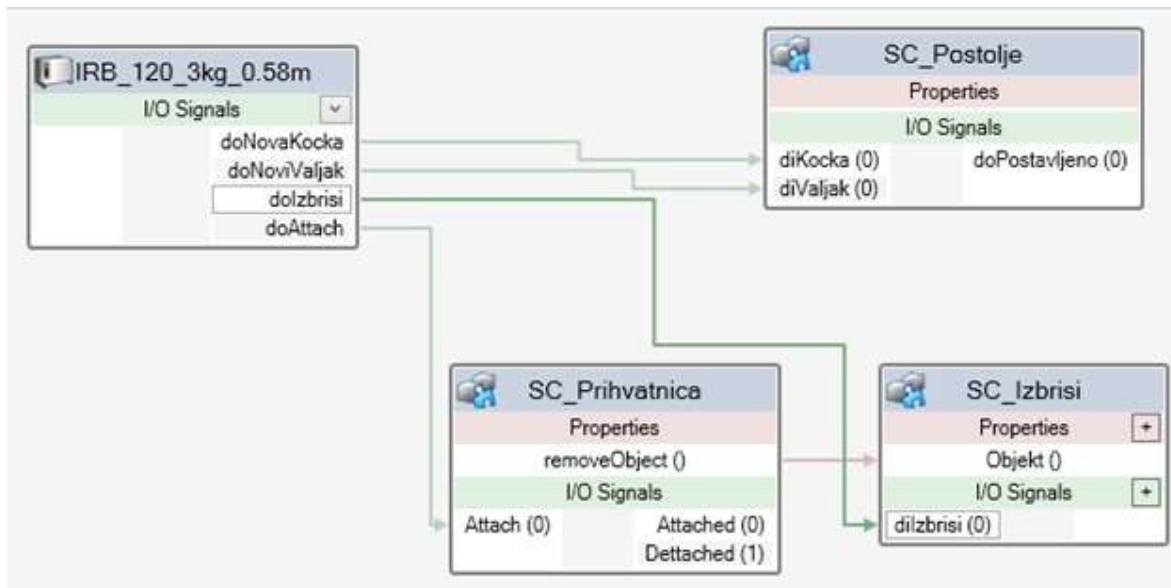 IRB_120_3kg_0.58m
I/O Signals
doNovaKocka
doNoviValjak
doIzbrisi
doAttach
SC_Postolje
Properties
I/O Signals
diKocka (0) doPostavljeno (0)
diValjak (0)
SC_Prihvatnica
Properties
removeObject ()
I/O Signals
Attach (0) Attached (0)
Dettached (1)
SC_Izbrisi
Properties +
Objekt ()
I/O Signals +
diIzbrisi (0)